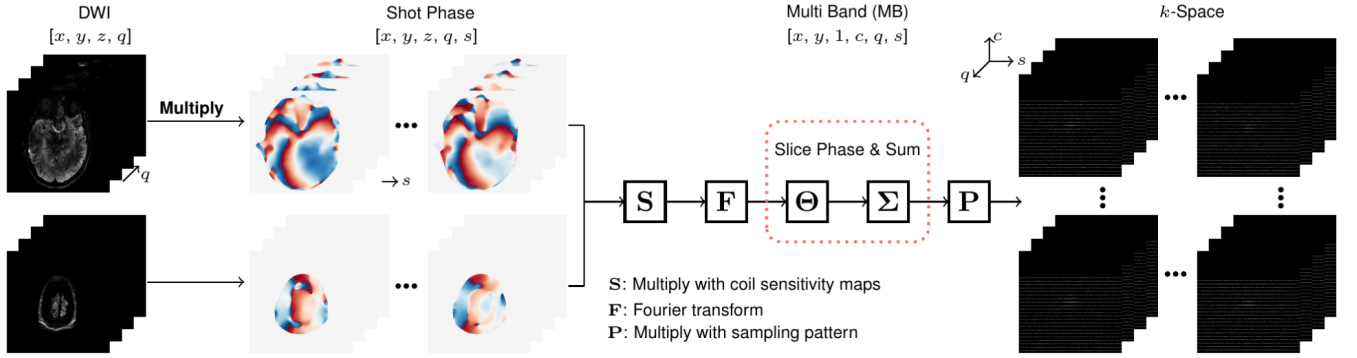 DWI
[x, y, z, q]
Shot Phase
[x, y, z, q, s]
Multi Band (MB)
[x, y, 1, c, q, s]
k-Space
c
s
q
Multiply
•••
•••
q
s
Slice Phase & Sum
S
F
Θ
Σ
P
•••
•••
S: Multiply with coil sensitivity maps
F: Fourier transform
P: Multiply with sampling pattern